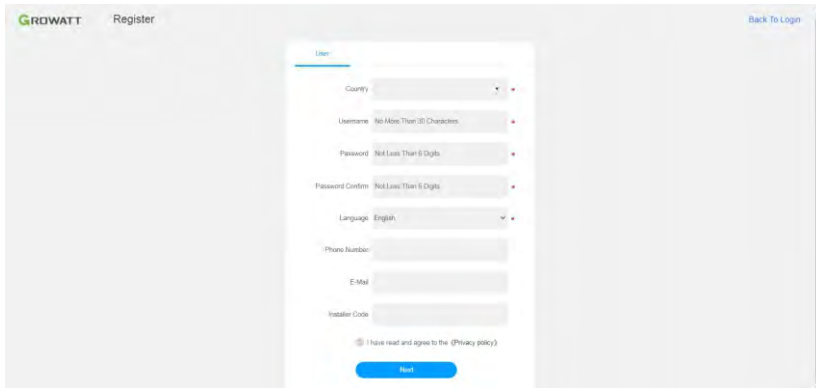 GROWATT Register Back To Login
User
Country *
Username No More Than 30 Characters *
Password Not Less Than 6 Digits *
Password Confirm Not Less Than 6 Digits *
Language English *
Phone Number
E-Mail
Installer Code
I have read and agree to the 《Privacy policy》
Next